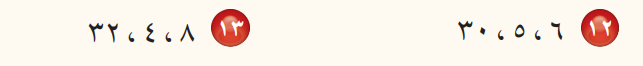 ١٢ ٦ ، ٥ ، ٣٠ ١٣ ٨ ، ٤ ، ٣٢